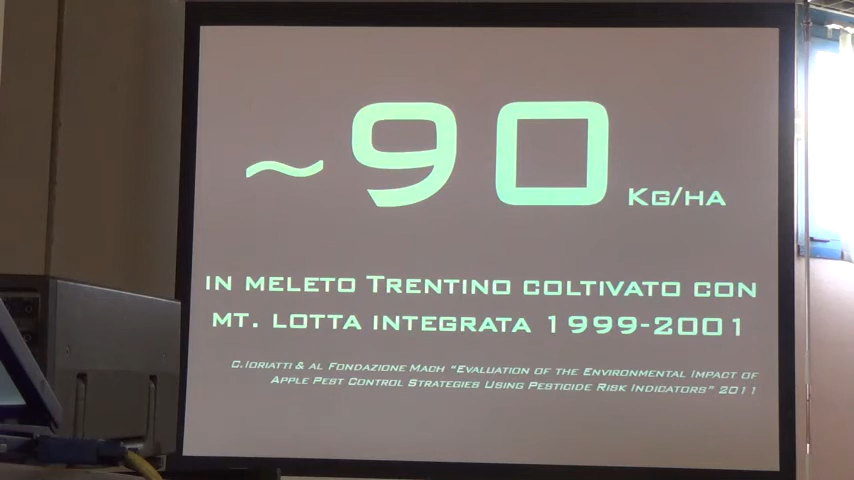 ~90 Kg/ha
in meleto Trentino coltivato con
mt. lotta integrata 1999-2001
C.Ioriatti & al Fondazione Mach "Evaluation of the Environmental Impact of
Apple Pest Control Strategies Using Pesticide Risk Indicators" 2011